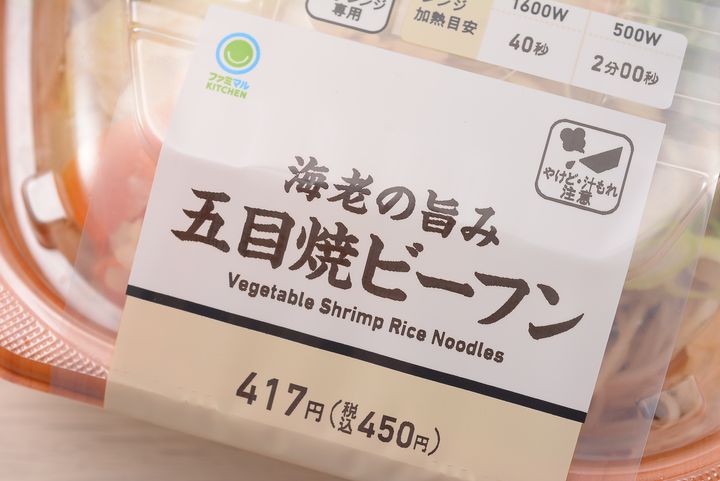 レンジ
専用
レンジ
加熱目安
1600W
40秒
500W
2分00秒
ファミマル
KITCHEN
やけど・汁もれ
注意
海老の旨み
五目焼ビーフン
Vegetable Shrimp Rice Noodles
417円(税込450円)